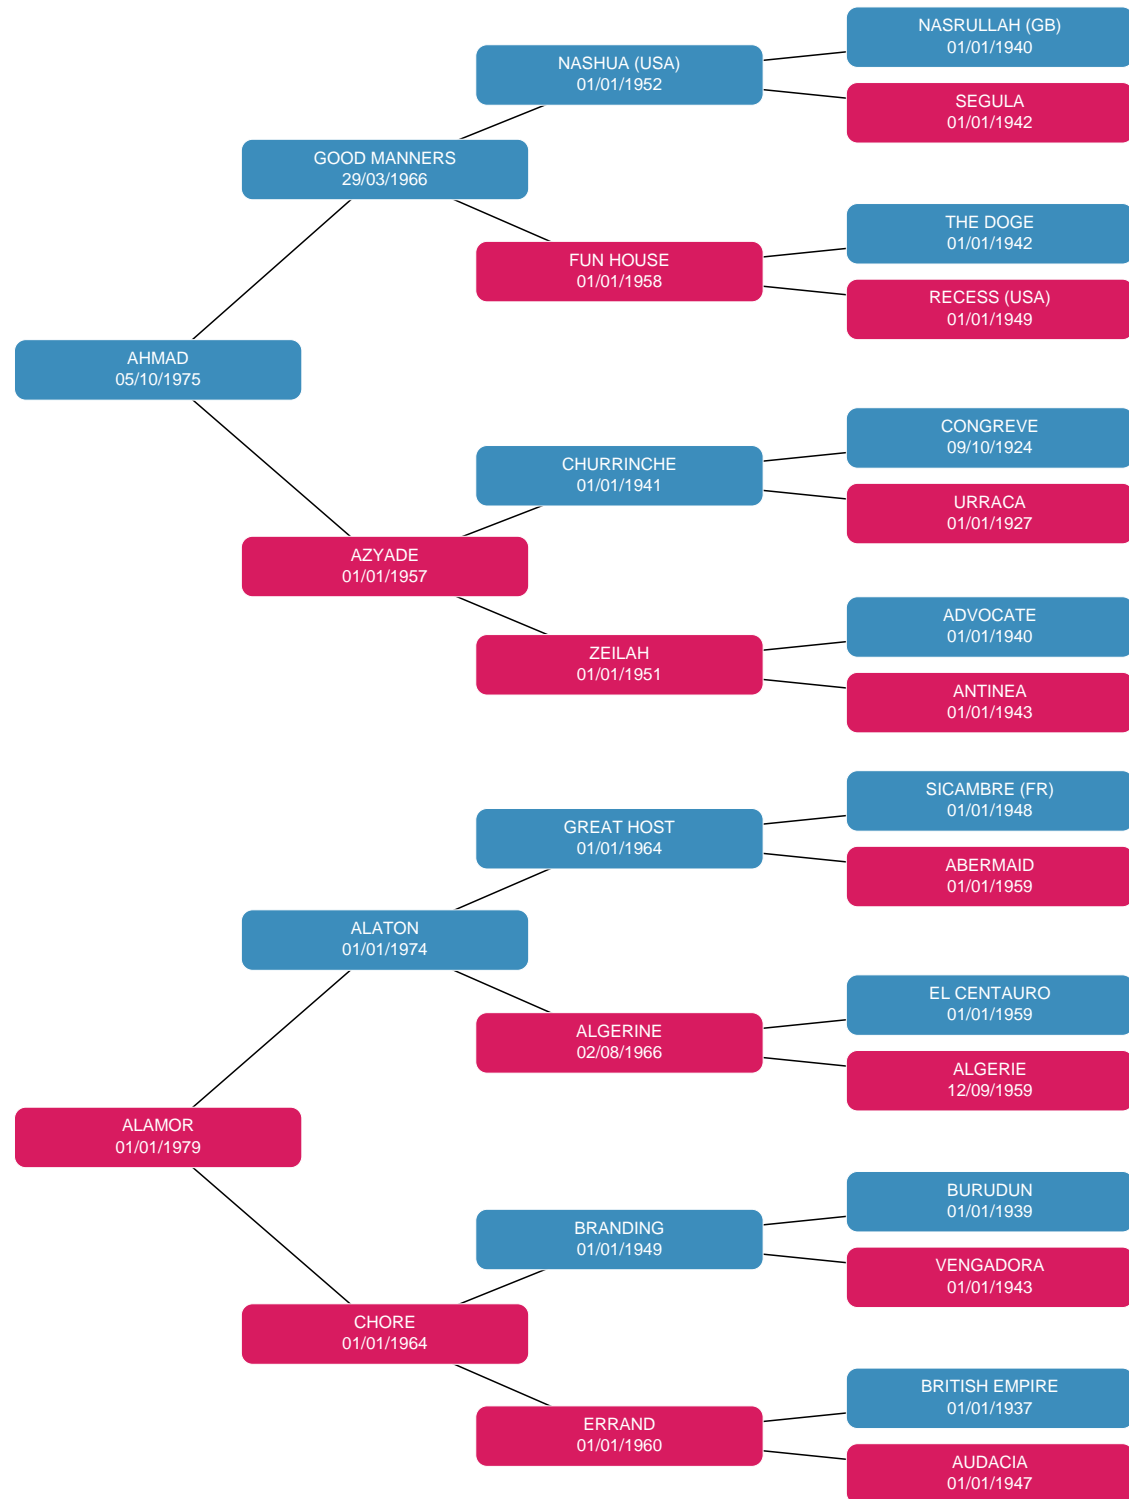 NASRULLAH (GB)
01/01/1940
NASHUA (USA)
01/01/1952
SEGULA
01/01/1942
GOOD MANNERS
29/03/1966
THE DOGE
01/01/1942
FUN HOUSE
01/01/1958
RECESS (USA)
01/01/1949
AHMAD
05/10/1975
CONGREVE
09/10/1924
CHURRINCHE
01/01/1941
URRACA
01/01/1927
AZYADE
01/01/1957
ADVOCATE
01/01/1940
ZEILAH
01/01/1951
ANTINEA
01/01/1943
SICAMBRE (FR)
01/01/1948
GREAT HOST
01/01/1964
ABERMAID
01/01/1959
ALATON
01/01/1974
EL CENTAURO
01/01/1959
ALGERINE
02/08/1966
ALGERIE
12/09/1959
ALAMOR
01/01/1979
BURUDUN
01/01/1939
BRANDING
01/01/1949
VENGADORA
01/01/1943
CHORE
01/01/1964
BRITISH EMPIRE
01/01/1937
ERRAND
01/01/1960
AUDACIA
01/01/1947